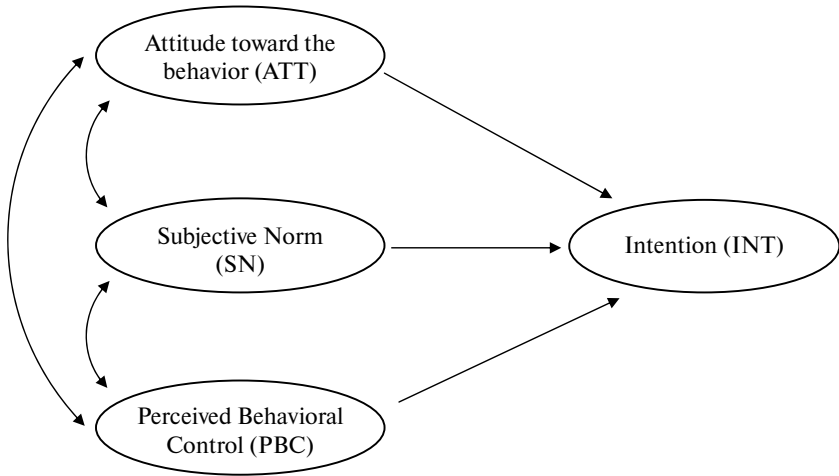 Attitude toward the
behavior (ATT)
Subjective Norm
(SN)
Intention (INT)
Perceived Behavioral
Control (PBC)